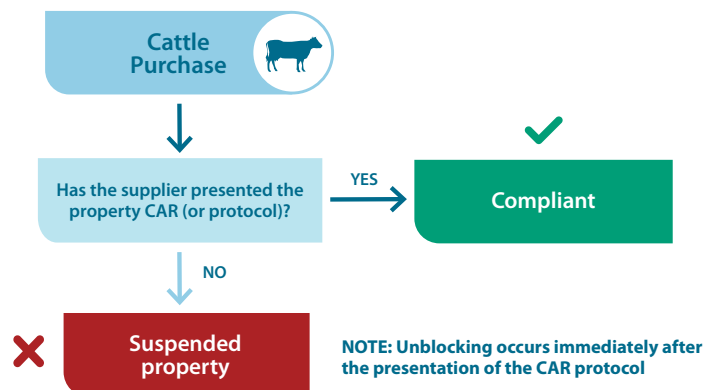 Cattle
Purchase
Has the supplier presented the
property CAR (or protocol)?
YES
Compliant
NO
Suspended
property
NOTE: Unblocking occurs immediately after
the presentation of the CAR protocol